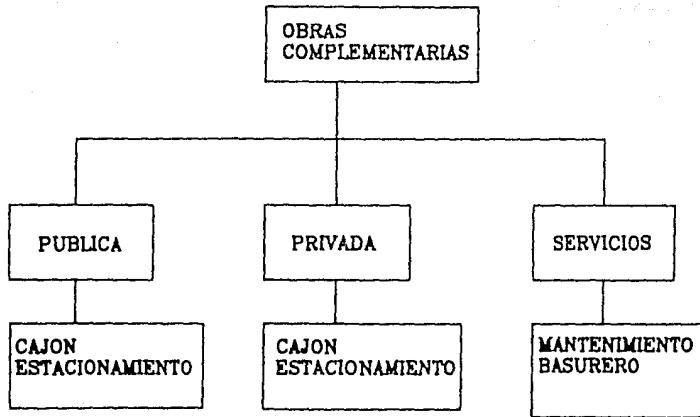 OBRAS
COMPLEMENTARIAS
PUBLICA
PRIVADA
SERVICIOS
CAJON
ESTACIONAMIENTO
CAJON
ESTACIONAMIENTO
MANTENIMIENTO
BASURERO